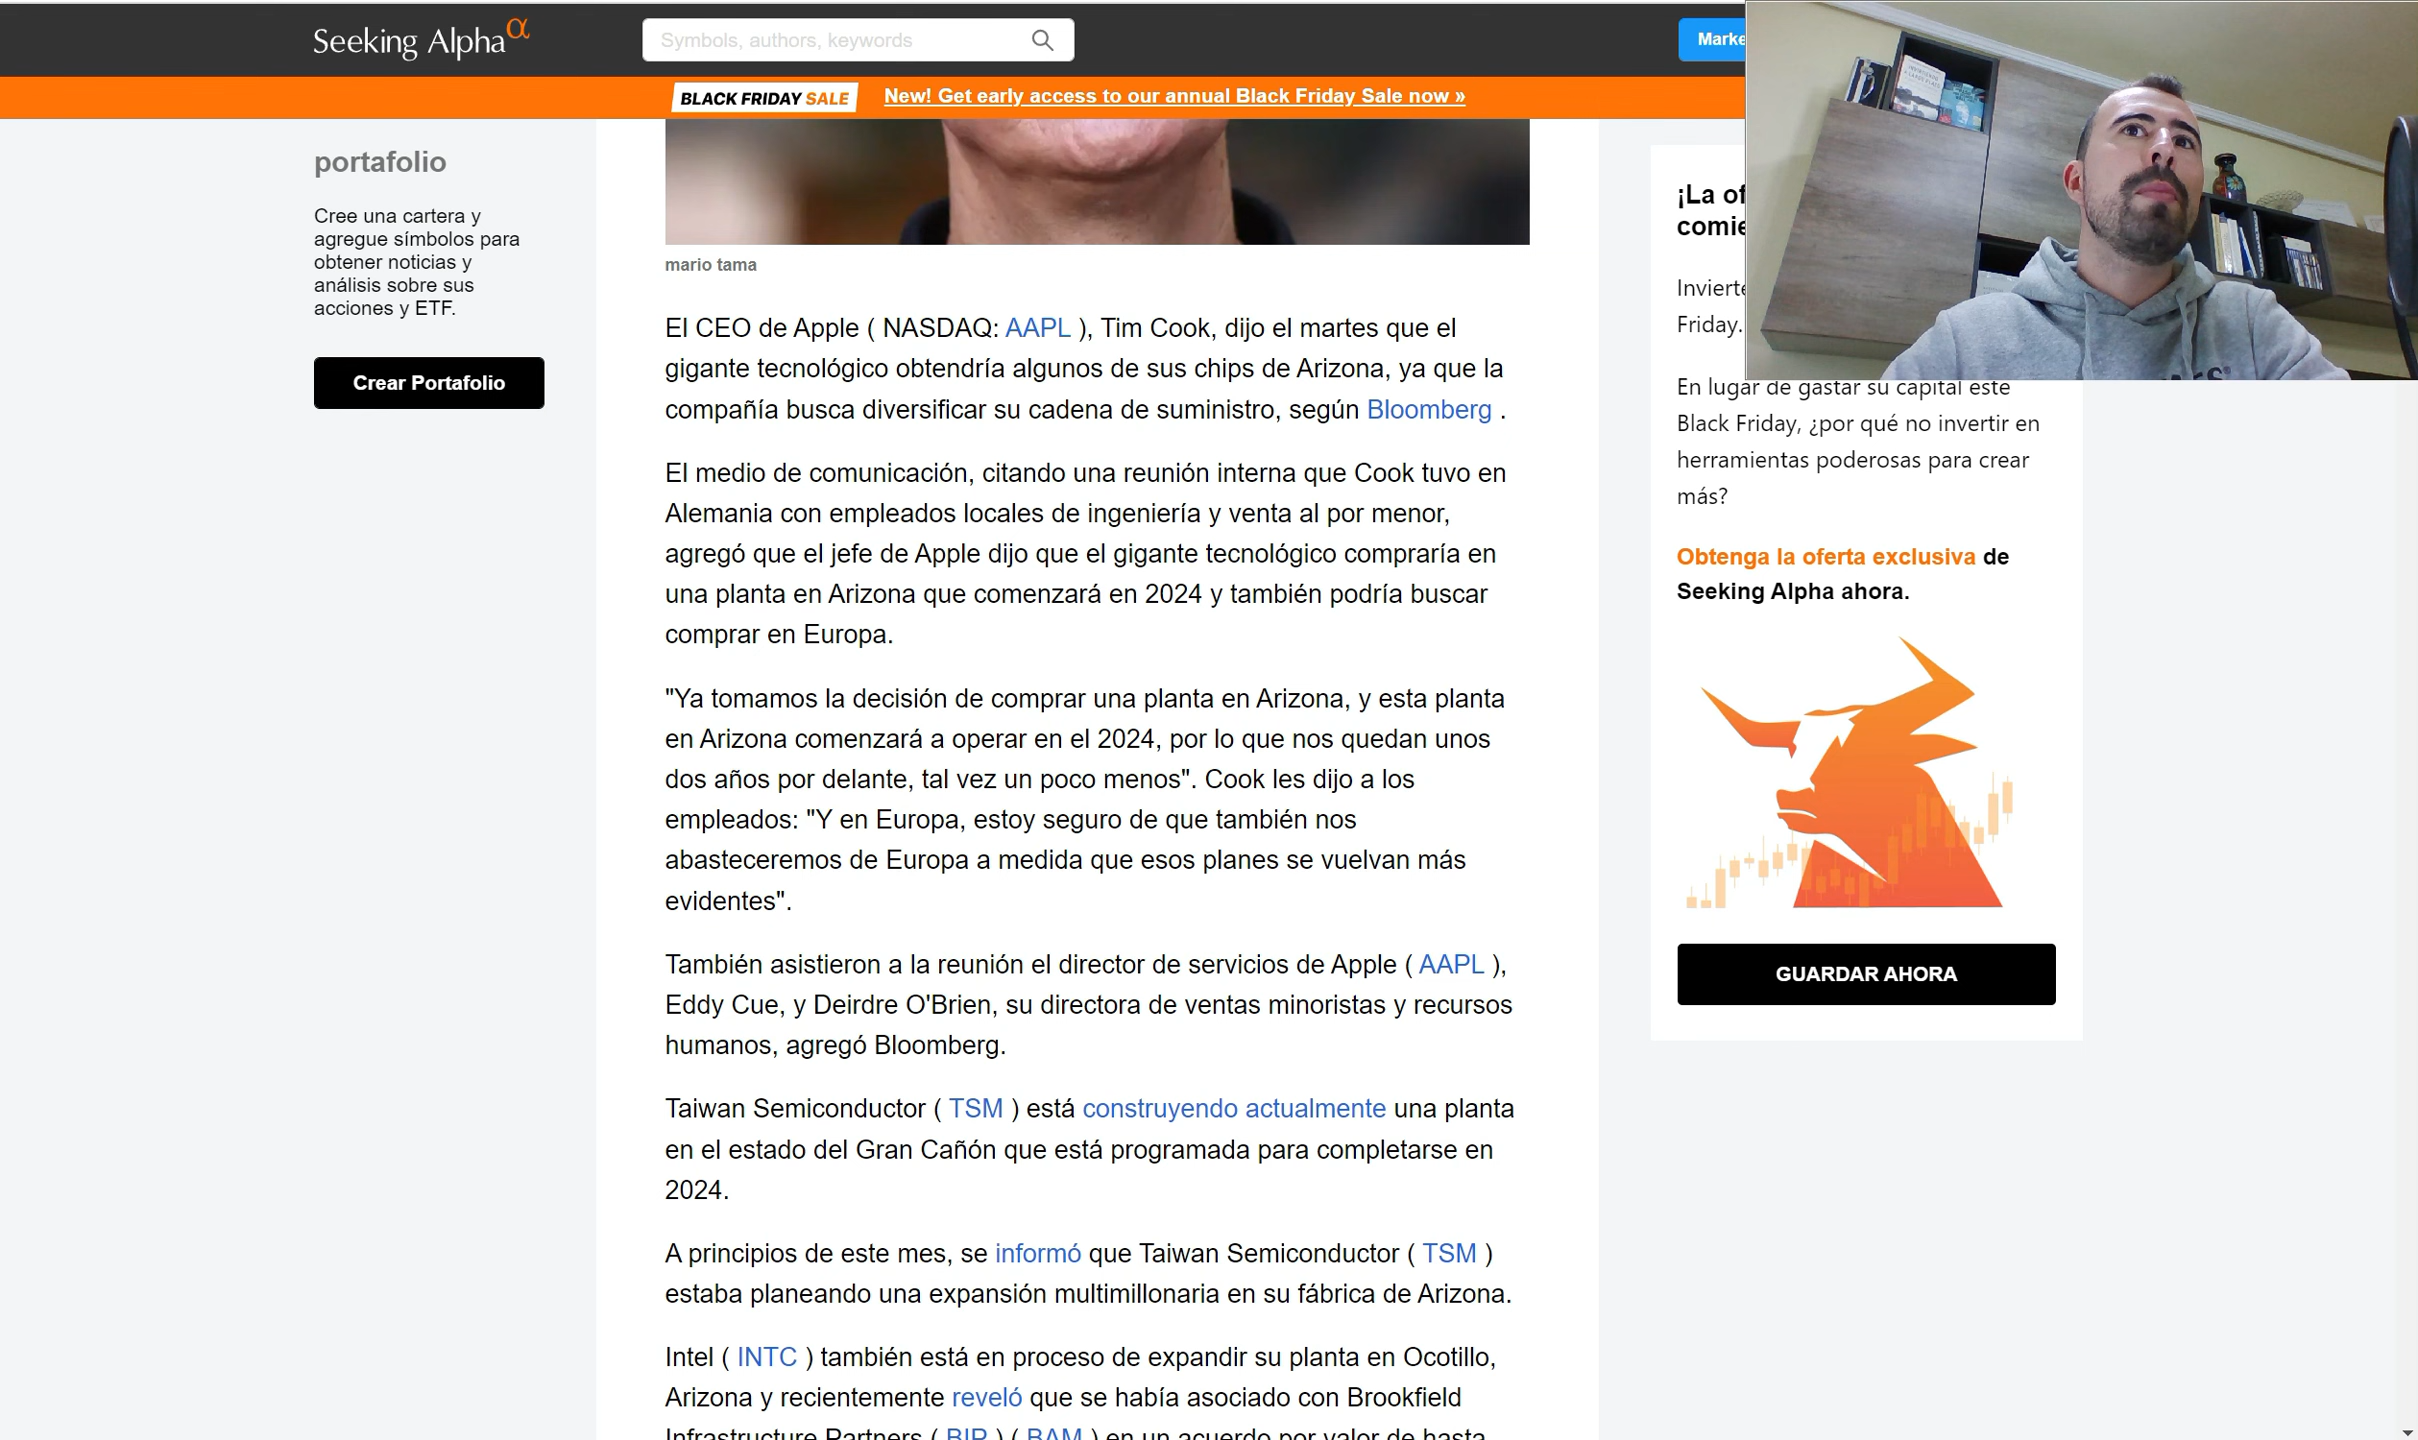 Seeking Alpha α
Symbols, authors, keywords
Marke
BLACK FRIDAY SALE
New! Get early access to our annual Black Friday Sale now »
portafolio
Cree una cartera y
agregue símbolos para
obtener noticias y
análisis sobre sus
acciones y ETF.
Crear Portafolio
mario tama
El CEO de Apple ( NASDAQ: AAPL ), Tim Cook, dijo el martes que el
gigante tecnológico obtendría algunos de sus chips de Arizona, ya que la
compañía busca diversificar su cadena de suministro, según Bloomberg .
El medio de comunicación, citando una reunión interna que Cook tuvo en
Alemania con empleados locales de ingeniería y venta al por menor,
agregó que el jefe de Apple dijo que el gigante tecnológico compraría en
una planta en Arizona que comenzará en 2024 y también podría buscar
comprar en Europa.
"Ya tomamos la decisión de comprar una planta en Arizona, y esta planta
en Arizona comenzará a operar en el 2024, por lo que nos quedan unos
dos años por delante, tal vez un poco menos". Cook les dijo a los
empleados: "Y en Europa, estoy seguro de que también nos
abasteceremos de Europa a medida que esos planes se vuelvan más
evidentes".
También asistieron a la reunión el director de servicios de Apple ( AAPL ),
Eddy Cue, y Deirdre O'Brien, su directora de ventas minoristas y recursos
humanos, agregó Bloomberg.
Taiwan Semiconductor ( TSM ) está construyendo actualmente una planta
en el estado del Gran Cañón que está programada para completarse en
2024.
A principios de este mes, se informó que Taiwan Semiconductor ( TSM )
estaba planeando una expansión multimillonaria en su fábrica de Arizona.
Intel ( INTC ) también está en proceso de expandir su planta en Ocotillo,
Arizona y recientemente reveló que se había asociado con Brookfield
Infrastructure Partners ( BIP ) ( BAM ) en un acuerdo por valor de hasta
¡La of
comie
Invierte
Friday.
En lugar de gastar su capital este
Black Friday, ¿por qué no invertir en
herramientas poderosas para crear
más?
Obtenga la oferta exclusiva de
Seeking Alpha ahora.
GUARDAR AHORA